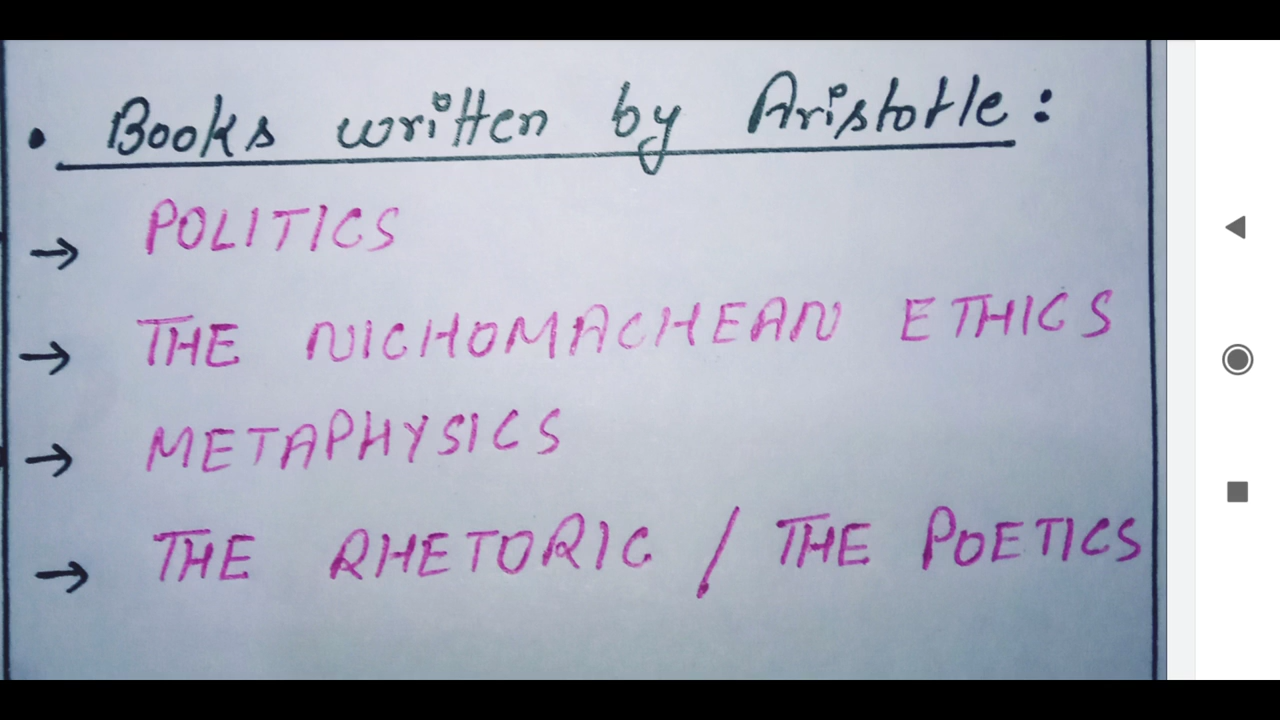 • Books written by Aristotle:
→ POLITICS
→ THE NICHOMACHEAN ETHICS
→ METAPHYSICS
→ THE RHETORIC / THE POETICS